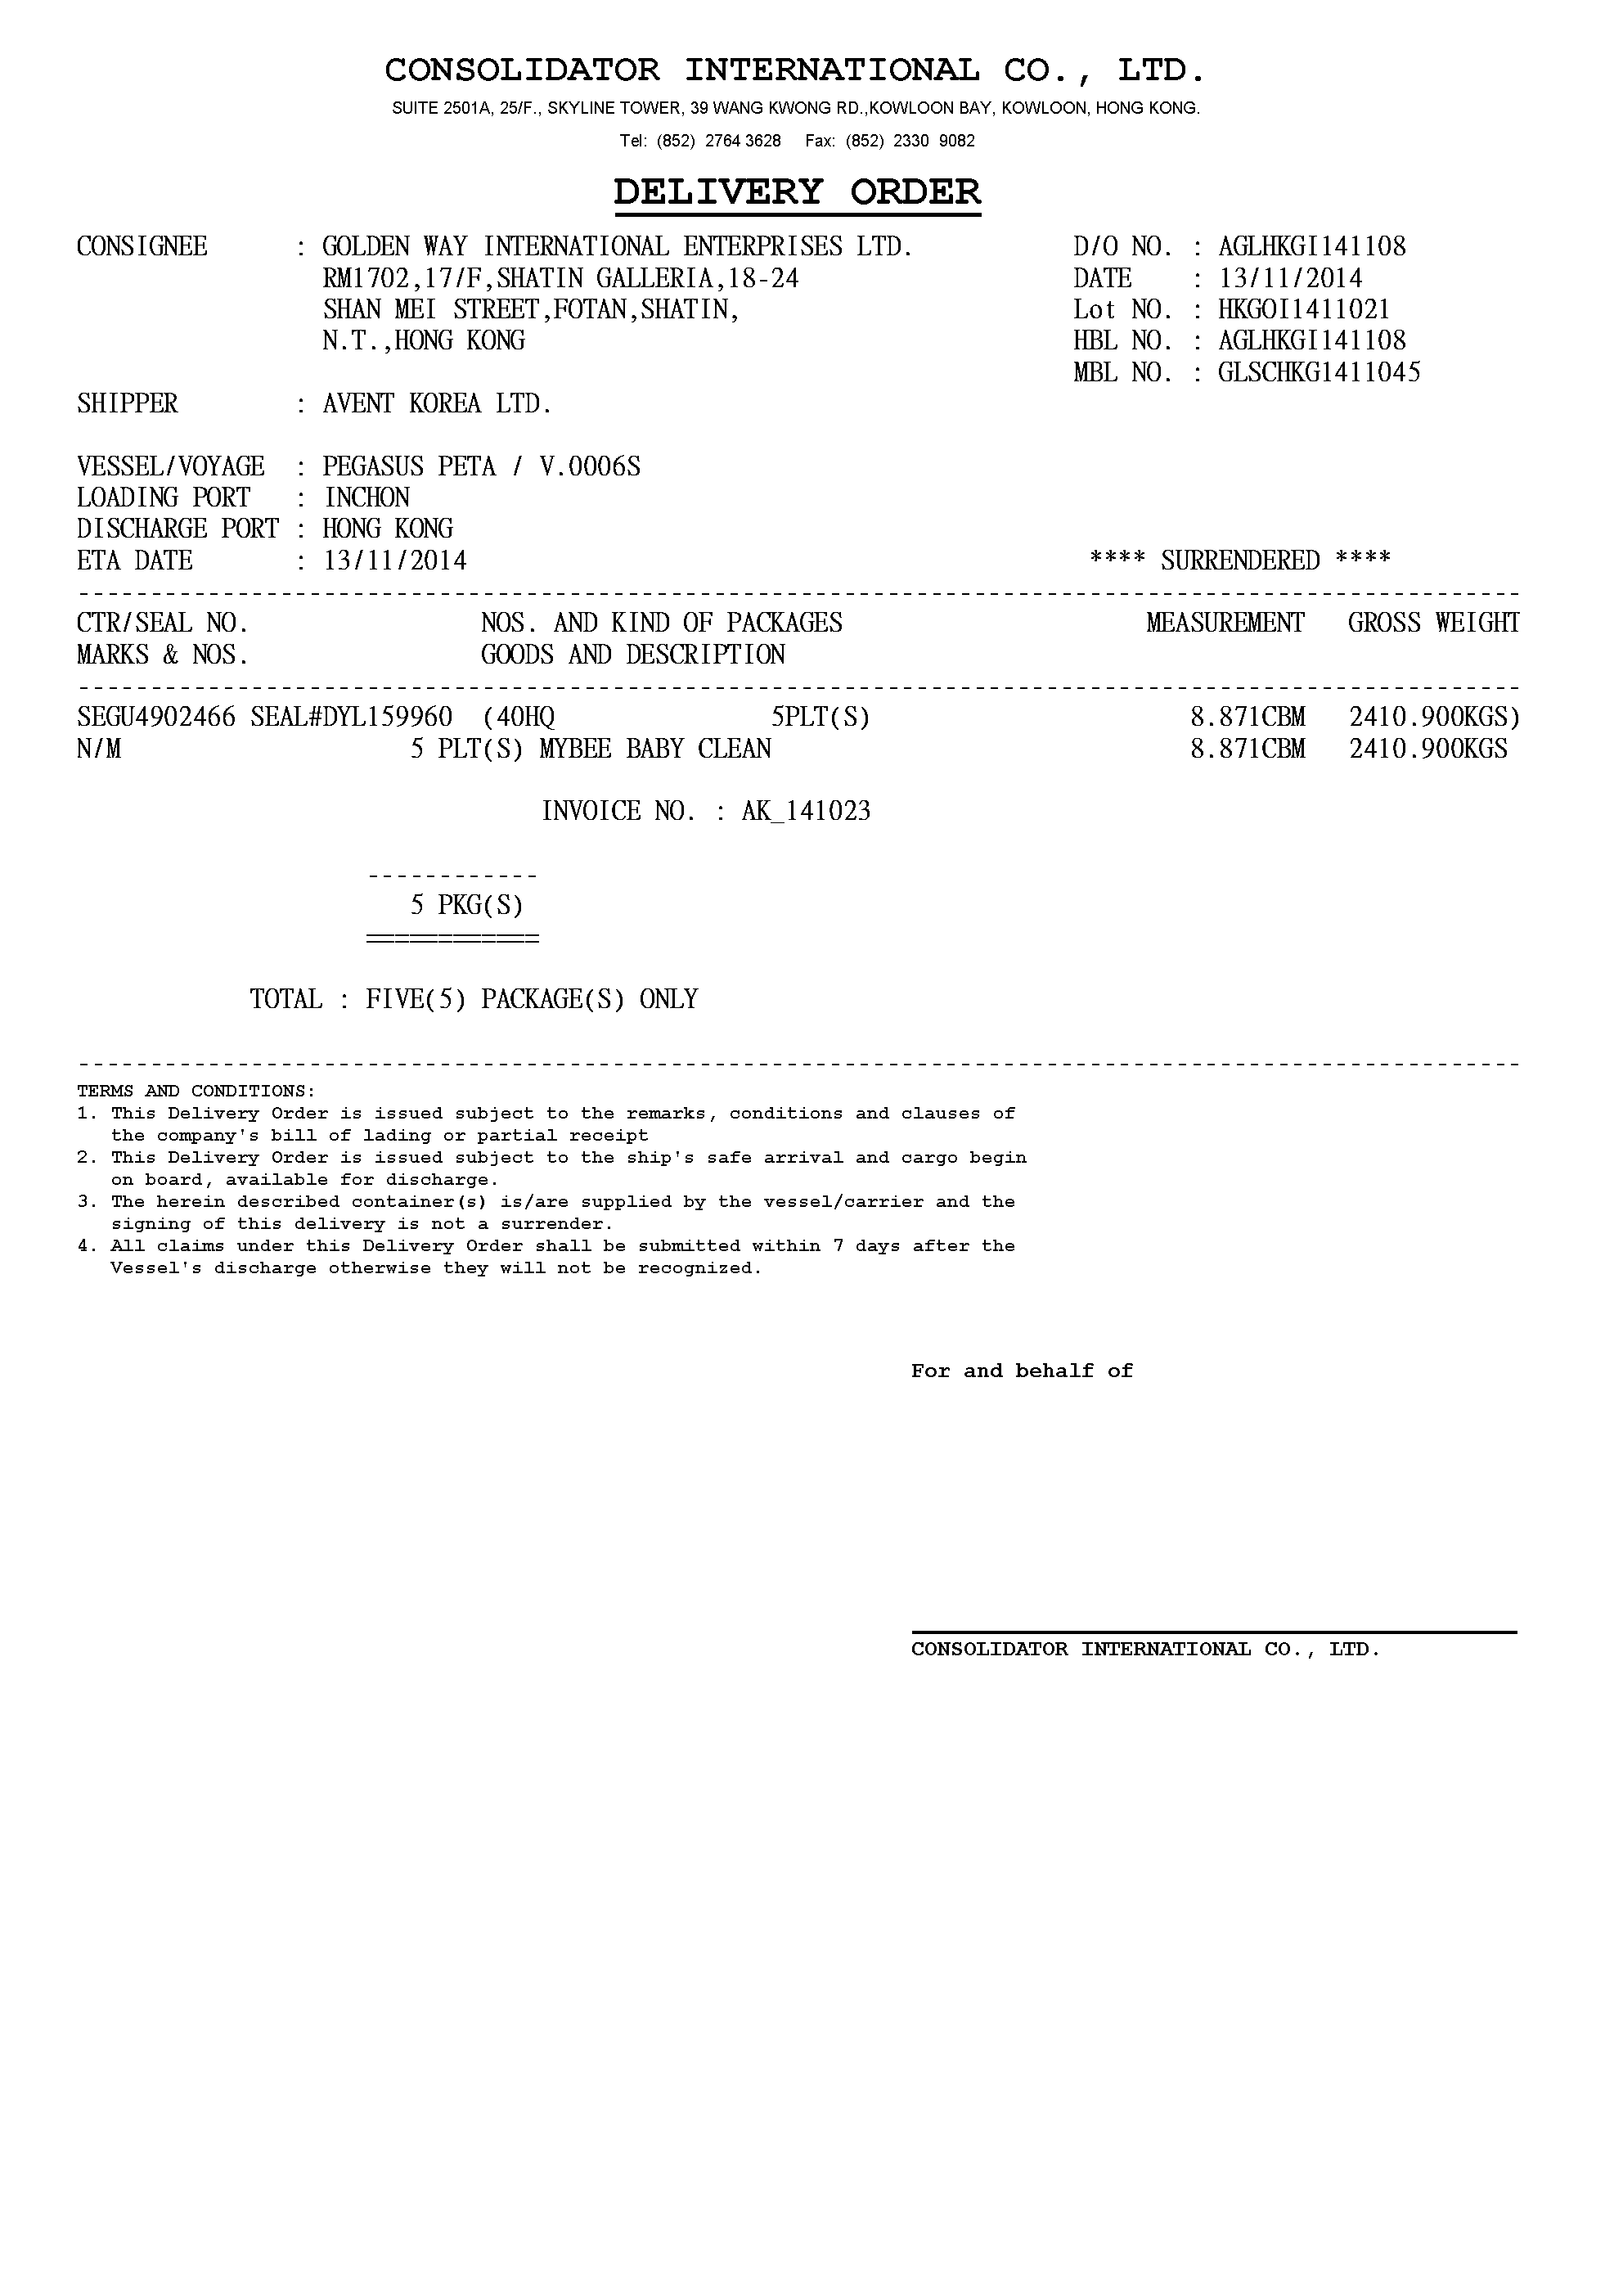 CONSOLIDATOR INTERNATIONAL CO., LTD.
SUITE 2501A, 25/F., SKYLINE TOWER, 39 WANG KWONG RD.,KOWLOON BAY, KOWLOON, HONG KONG.
Tel: (852) 2764 3628 Fax: (852) 2330 9082
DELIVERY ORDER
CONSIGNEE : GOLDEN WAY INTERNATIONAL ENTERPRISES LTD. D/O NO. : AGLHKGI141108
RM1702,17/F,SHATIN GALLERIA,18-24 DATE : 13/11/2014
SHAN MEI STREET,FOTAN,SHATIN, Lot NO. : HKGOI1411021
N.T.,HONG KONG HBL NO. : AGLHKGI141108
MBL NO. : GLSCHKG1411045
SHIPPER : AVENT KOREA LTD.
VESSEL/VOYAGE : PEGASUS PETA / V.0006S
LOADING PORT : INCHON
DISCHARGE PORT : HONG KONG
ETA DATE : 13/11/2014 **** SURRENDERED ****
CTR/SEAL NO. NOS. AND KIND OF PACKAGES MEASUREMENT GROSS WEIGHT
MARKS & NOS. GOODS AND DESCRIPTION
SEGU4902466 SEAL#DYL159960 (40HQ 5PLT(S) 8.871CBM 2410.900KGS)
N/M 5 PLT(S) MYBEE BABY CLEAN 8.871CBM 2410.900KGS
INVOICE NO. : AK_141023
------------
5 PKG(S)
============
TOTAL : FIVE(5) PACKAGE(S) ONLY
TERMS AND CONDITIONS:
1. This Delivery Order is issued subject to the remarks, conditions and clauses of
the company's bill of lading or partial receipt
2. This Delivery Order is issued subject to the ship's safe arrival and cargo begin
on board, available for discharge.
3. The herein described container(s) is/are supplied by the vessel/carrier and the
signing of this delivery is not a surrender.
4. All claims under this Delivery Order shall be submitted within 7 days after the
Vessel's discharge otherwise they will not be recognized.
For and behalf of
CONSOLIDATOR INTERNATIONAL CO., LTD.